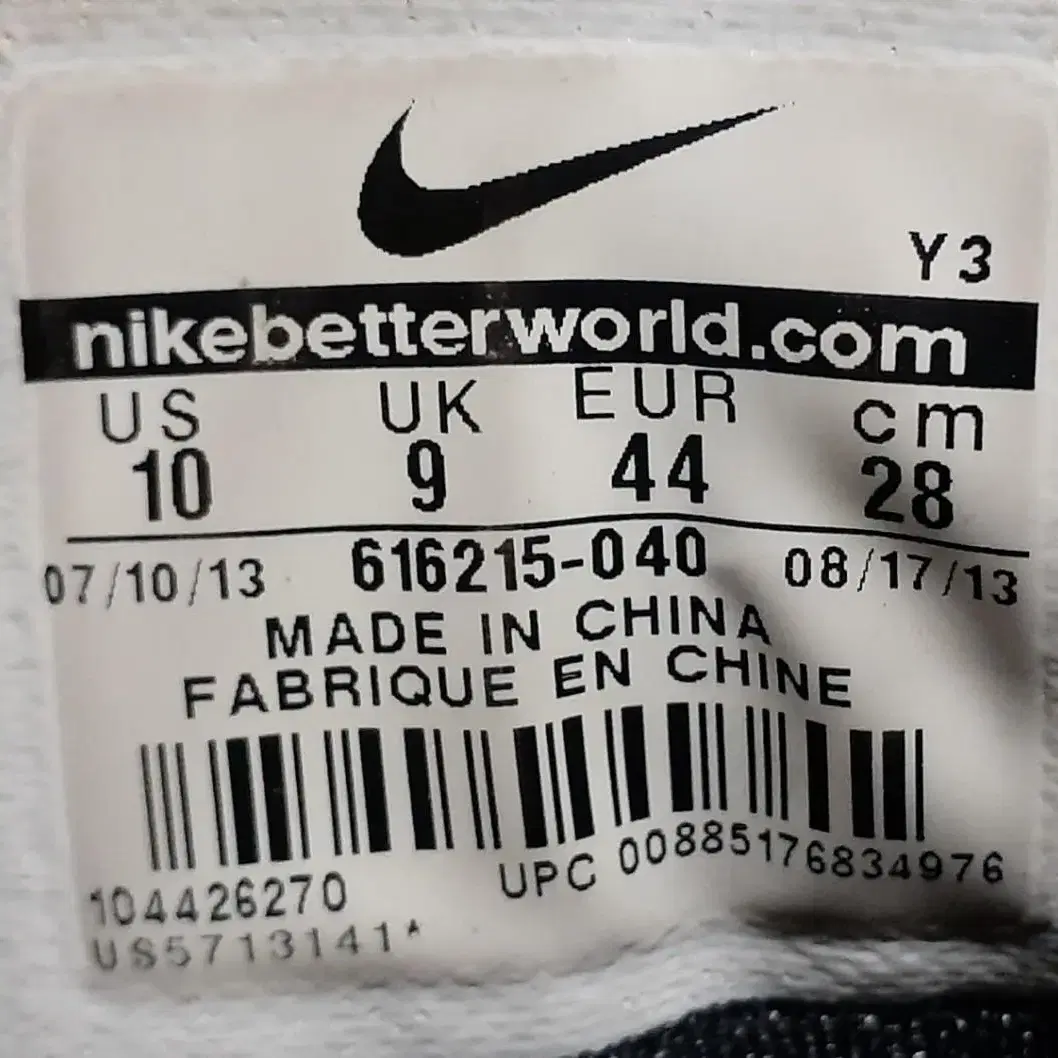 Y3
nikebetterworld.com
US UK EUR cm
10 9 44 28
07/10/13 616215-040 08/17/13
MADE IN CHINA
FABRIQUE EN CHINE
104426270 UPC 00885176834976
US5713141*